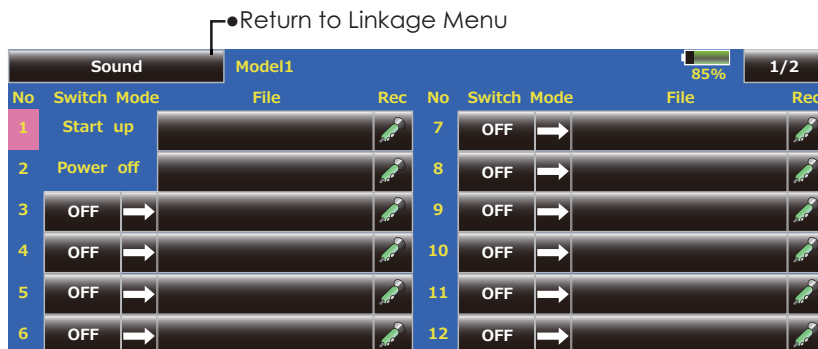 ●Return to Linkage Menu
Sound Model1 85% 1/2
No Switch Mode File Rec No Switch Mode File Rec
1 Start up 7 OFF
2 Power off 8 OFF
3 OFF 9 OFF
4 OFF 10 OFF
5 OFF 11 OFF
6 OFF 12 OFF